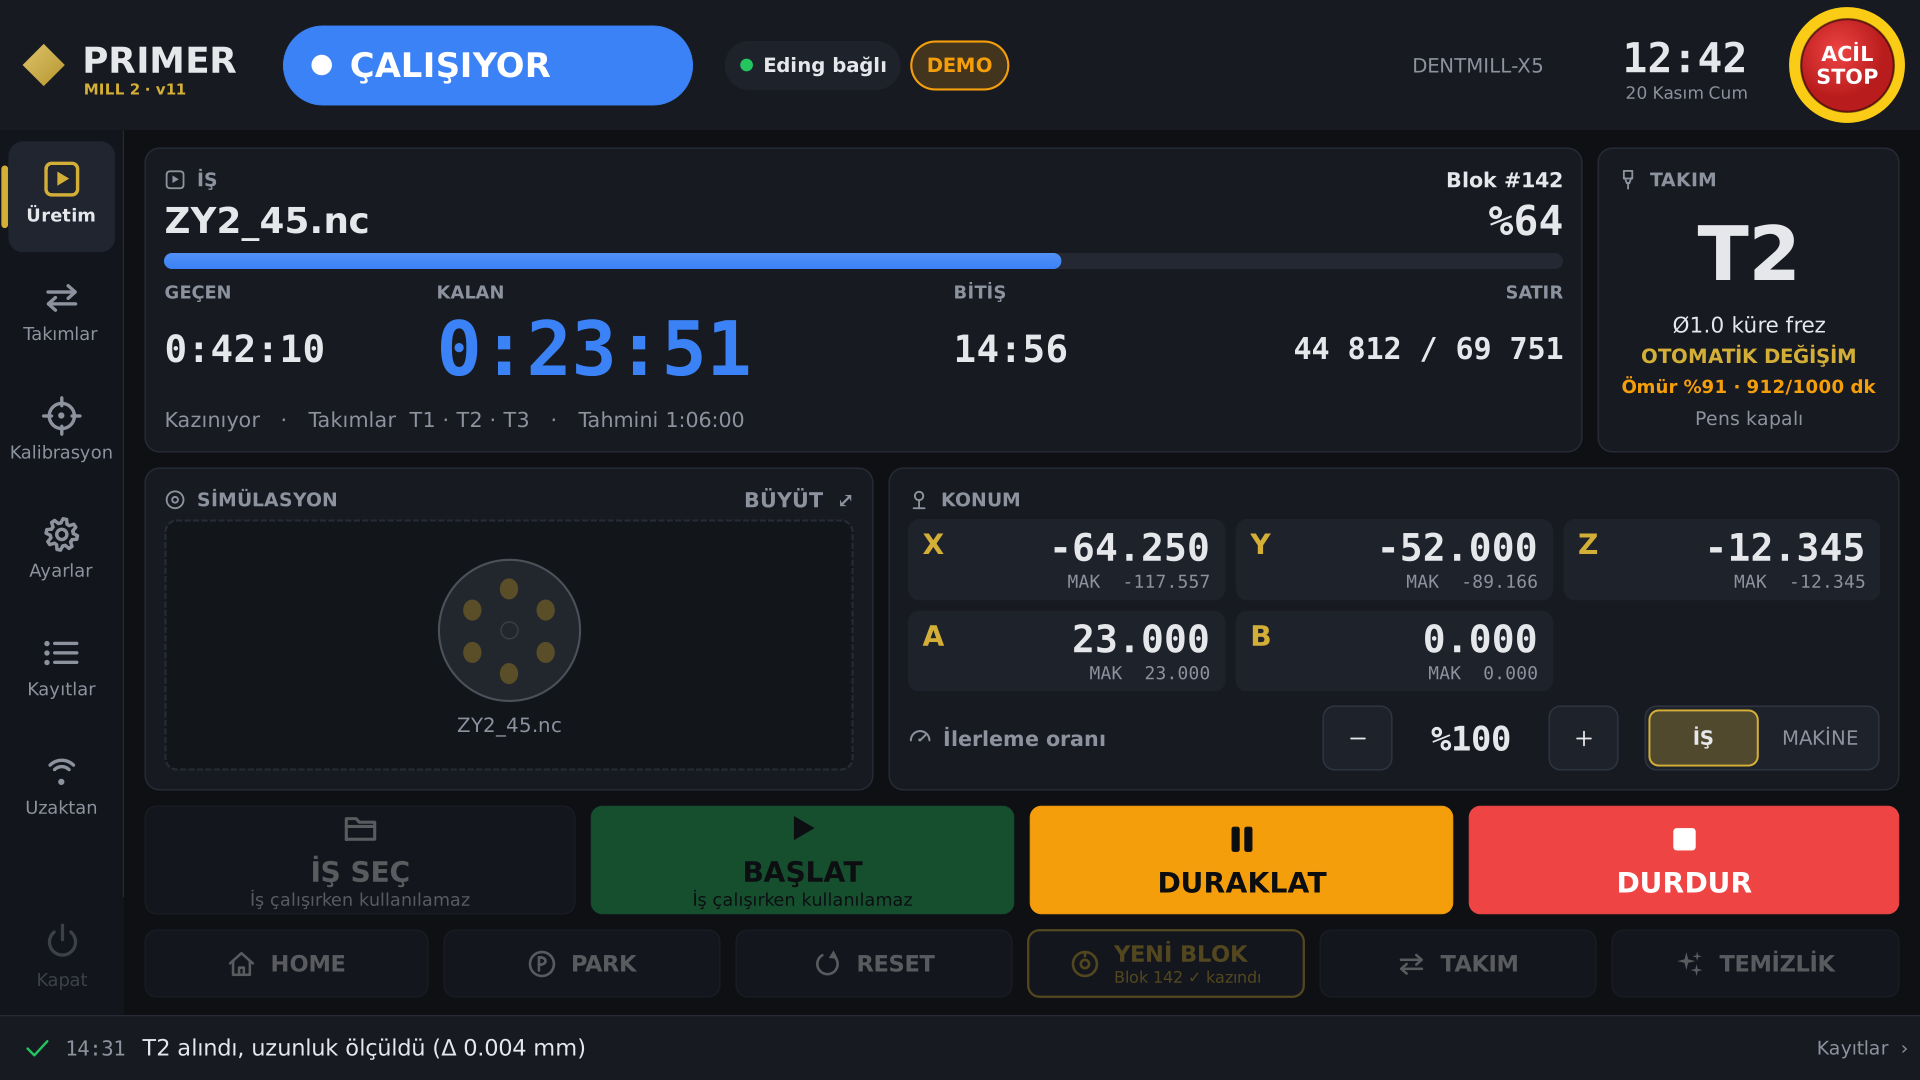 PRIMER
MILL 2 · v11
ÇALIŞIYOR
Eding bağlı
DEMO
DENTMILL-X5
12:42
20 Kasım Cum
ACİL
STOP
Üretim
Takımlar
Kalibrasyon
Ayarlar
Kayıtlar
Uzaktan
Kapat
İŞ
Blok #142
ZY2_45.nc
%64
GEÇEN
KALAN
BİTİŞ
SATIR
0:42:10
0:23:51
14:56
44 812 / 69 751
Kazınıyor · Takımlar T1 · T2 · T3 · Tahmini 1:06:00
TAKIM
T2
Ø1.0 küre frez
OTOMATİK DEĞİŞİM
Ömür %91 · 912/1000 dk
Pens kapalı
SİMÜLASYON
BÜYÜT ⤢
ZY2_45.nc
KONUM
X -64.250
MAK -117.557
Y -52.000
MAK -89.166
Z -12.345
MAK -12.345
A 23.000
MAK 23.000
B 0.000
MAK 0.000
İlerleme oranı
− %100 +
İŞ
MAKİNE
İŞ SEÇ
İş çalışırken kullanılamaz
BAŞLAT
İş çalışırken kullanılamaz
DURAKLAT
DURDUR
HOME
PARK
RESET
YENİ BLOK
Blok 142 ✓ kazındı
TAKIM
TEMİZLİK
14:31 T2 alındı, uzunluk ölçüldü (Δ 0.004 mm)
Kayıtlar ›